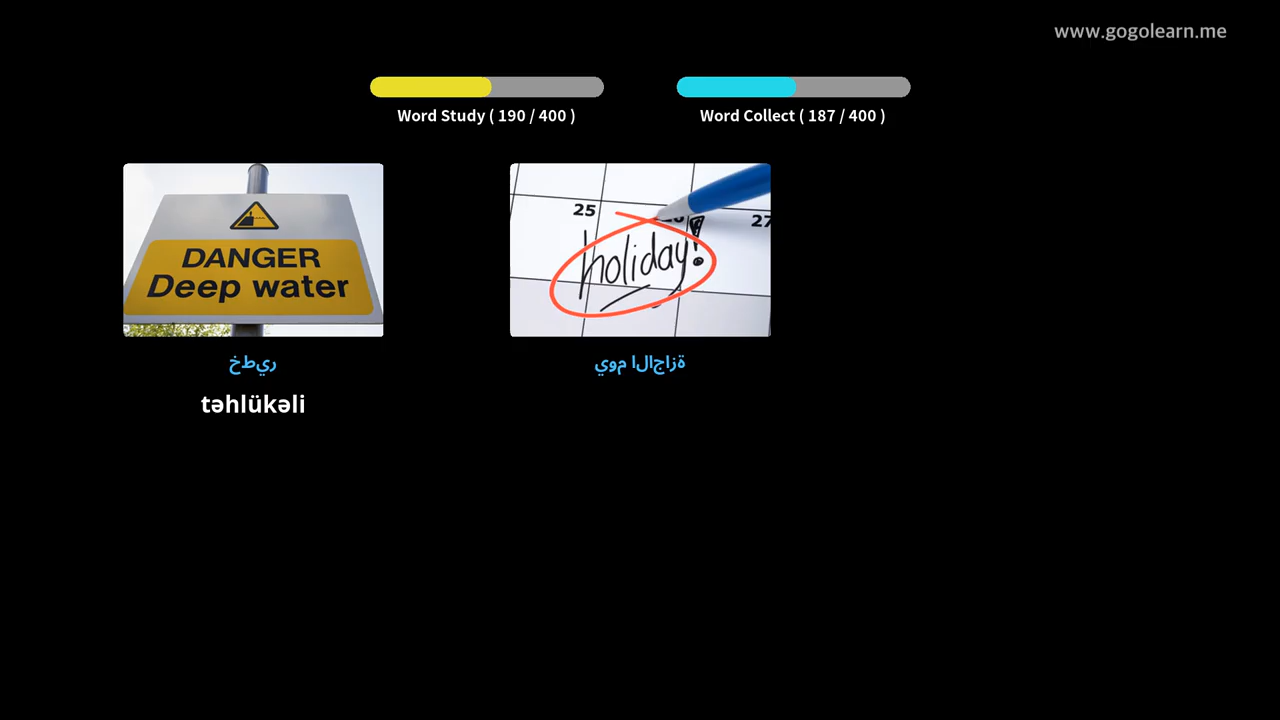 www.gogolearn.me
Word Study ( 190 / 400 )
Word Collect ( 187 / 400 )
DANGER
Deep water
25
27
holiday!
خطير
يوم الاجازة
təhlükəli